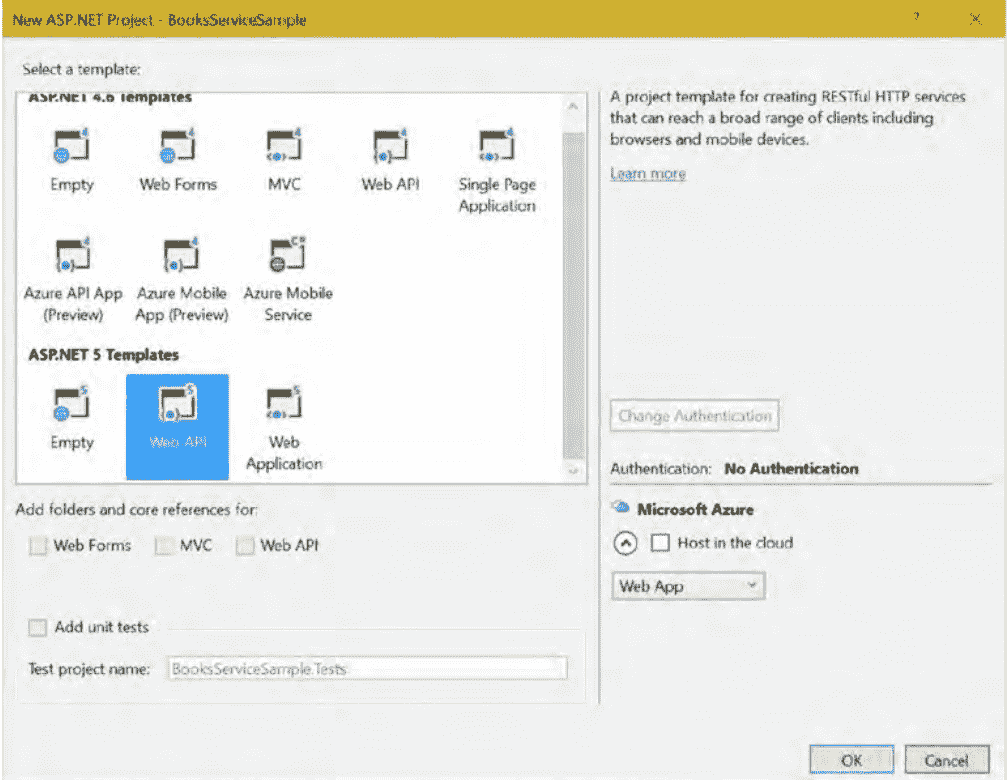 New ASP.NET Project - BooksServiceSample
?
Select a template:
ASP.NET 4.6 Templates
Empty
Web Forms
MVC
Web API
Single Page
Application
Azure API App
(Preview)
Azure Mobile
App (Preview)
Azure Mobile
Service
ASP.NET 5 Templates
Empty
Web API
Web
Application
Add folders and core references for:
Web Forms MVC Web API
Add unit tests
Test project name: BooksServiceSample.Tests
A project template for creating RESTful HTTP services
that can reach a broad range of clients including
browsers and mobile devices.
Learn more
Change Authentication
Authentication: No Authentication
Microsoft Azure
Host in the cloud
Web App
OK Cancel